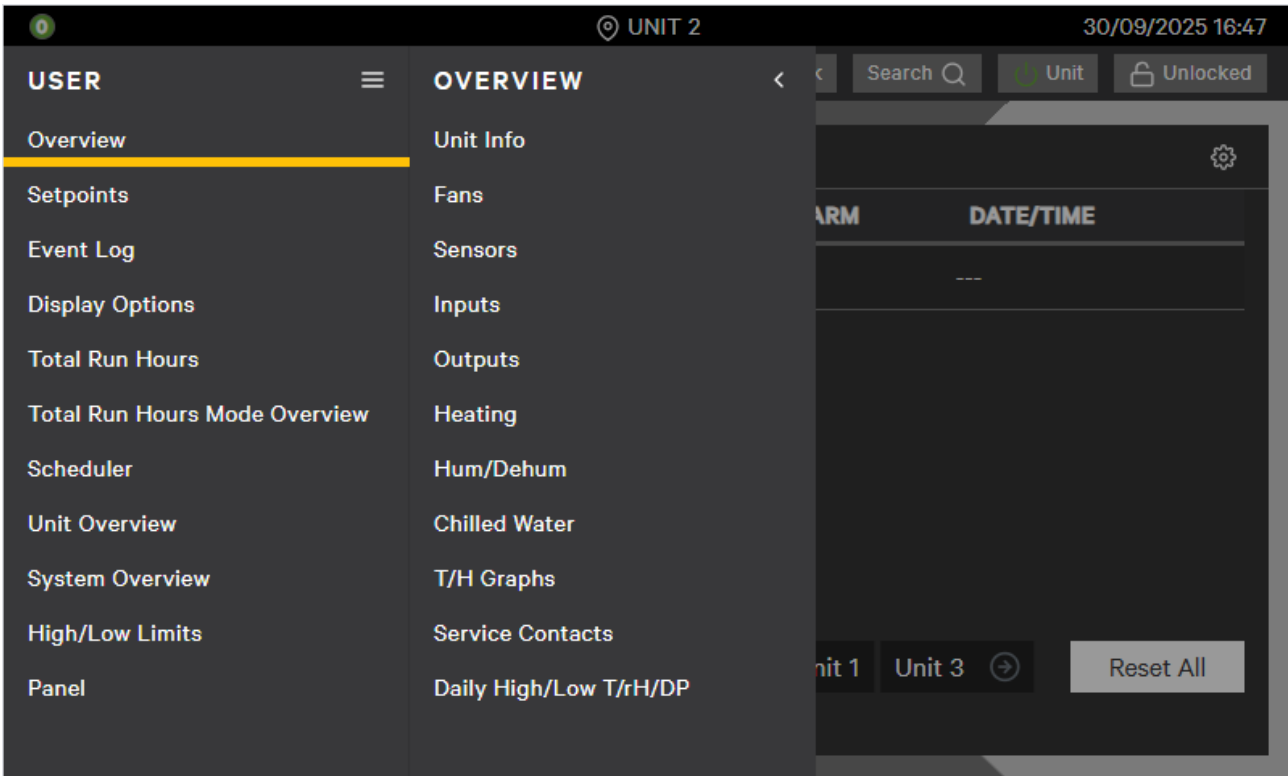 0 UNIT 2 30/09/2025 16:47
USER
Overview
Setpoints
Event Log
Display Options
Total Run Hours
Total Run Hours Mode Overview
Scheduler
Unit Overview
System Overview
High/Low Limits
Panel
OVERVIEW
Unit Info
Fans
Sensors
Inputs
Outputs
Heating
Hum/Dehum
Chilled Water
T/H Graphs
Service Contacts
Daily High/Low T/rH/DP
Search Unit Unlocked
DATE/TIME
---
1 Unit 3 Reset All